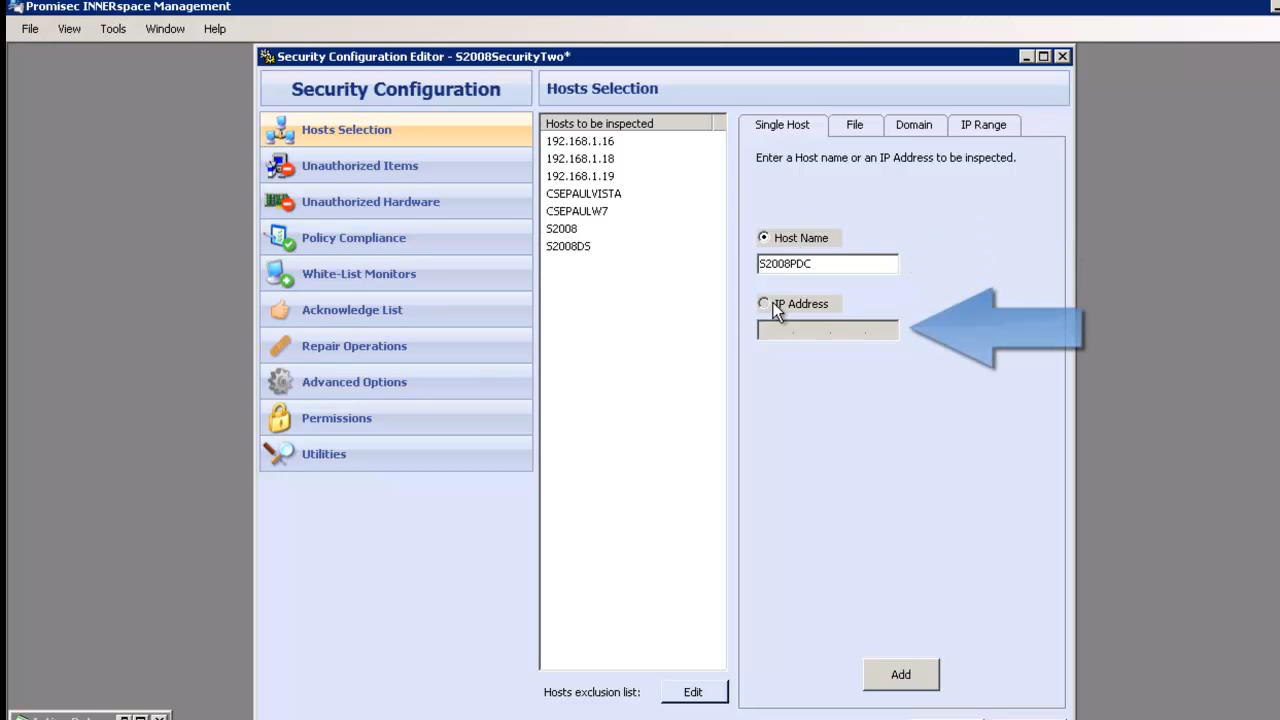 Promisec INNERspace Management
File View Tools Window Help
Security Configuration Editor - S2008SecurityTwo*
Security Configuration
Hosts Selection
Unauthorized Items
Unauthorized Hardware
Policy Compliance
White-List Monitors
Acknowledge List
Repair Operations
Advanced Options
Permissions
Utilities
Hosts Selection
Hosts to be inspected
192.168.1.16
192.168.1.18
192.168.1.19
CSEPAULVISTA
CSEPAULW7
S2008
S2008DS
Hosts exclusion list: Edit
Single Host File Domain IP Range
Enter a Host name or an IP Address to be inspected.
Host Name
S2008PDC
IP Address
Add